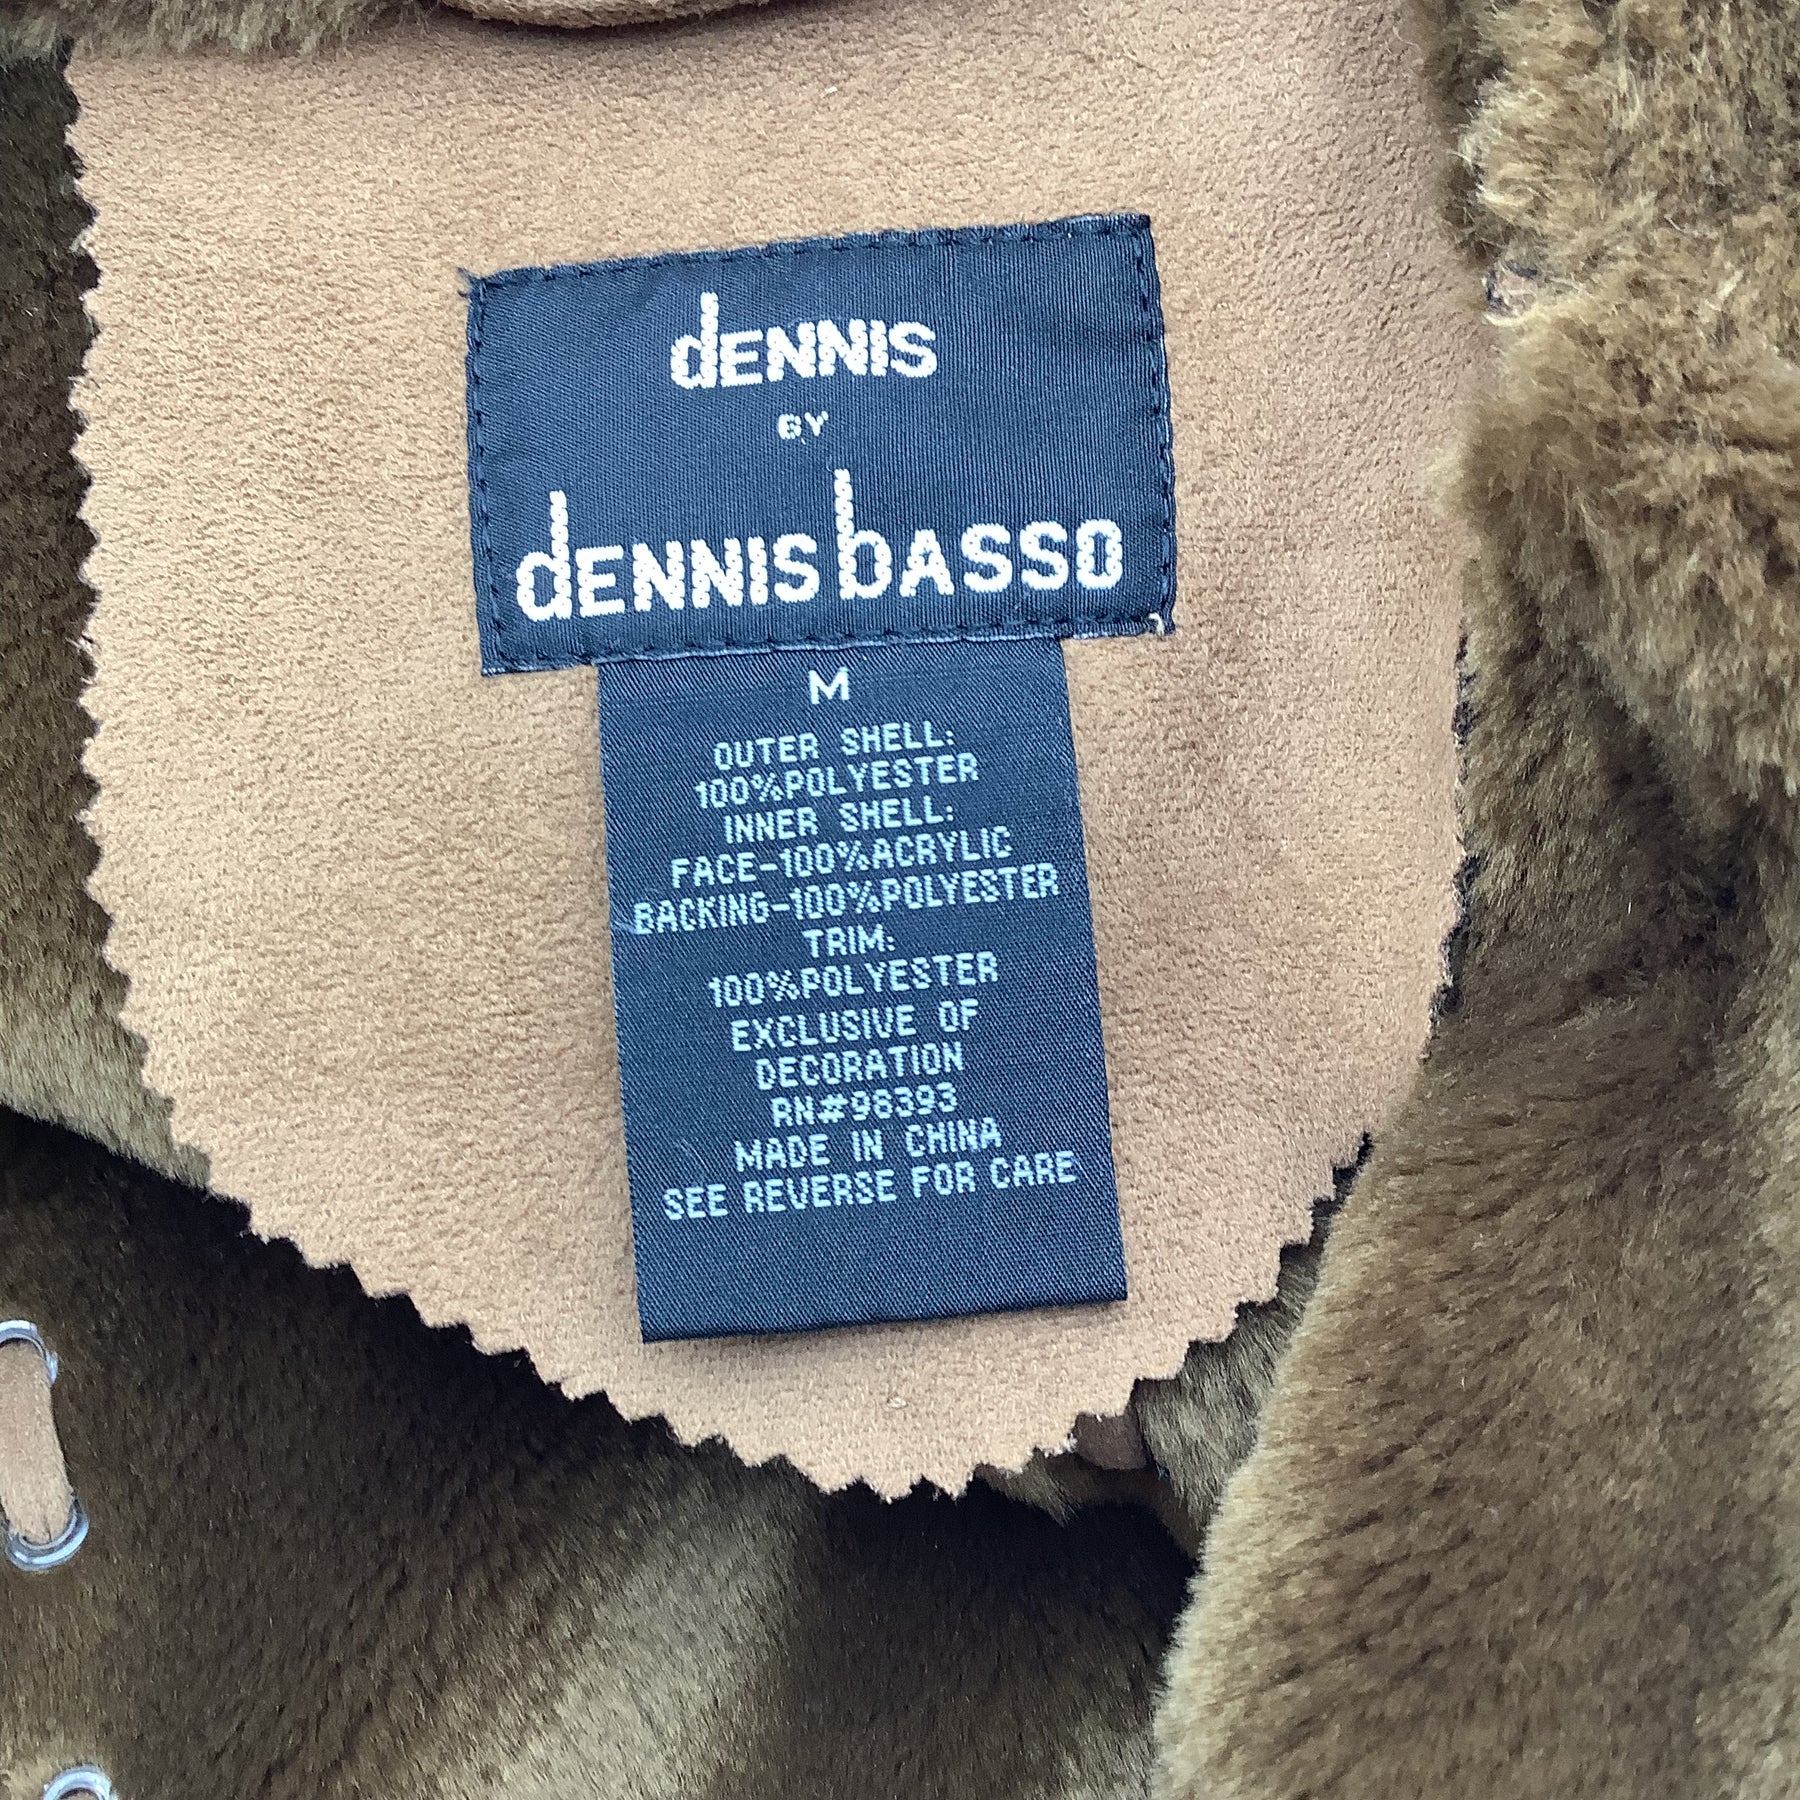 dENNIS
BY
dENNIS bASSO
M
OUTER SHELL:
100%POLYESTER
INNER SHELL:
FACE-100%ACRYLIC
BACKING-100%POLYESTER
TRIM:
100%POLYESTER
EXCLUSIVE OF
DECORATION
RN#98393
MADE IN CHINA
SEE REVERSE FOR CARE